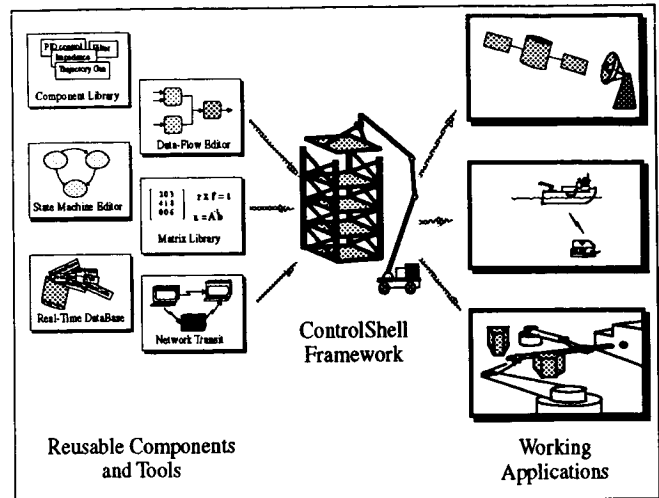 PID control
Filter
Impedance
Trajectory Gen
Component Library
Data-Flow Editor
State Machine Editor
Matrix Library
Real-Time DataBase
Network Transit
ControlShell
Framework
Reusable Components
and Tools
Working
Applications